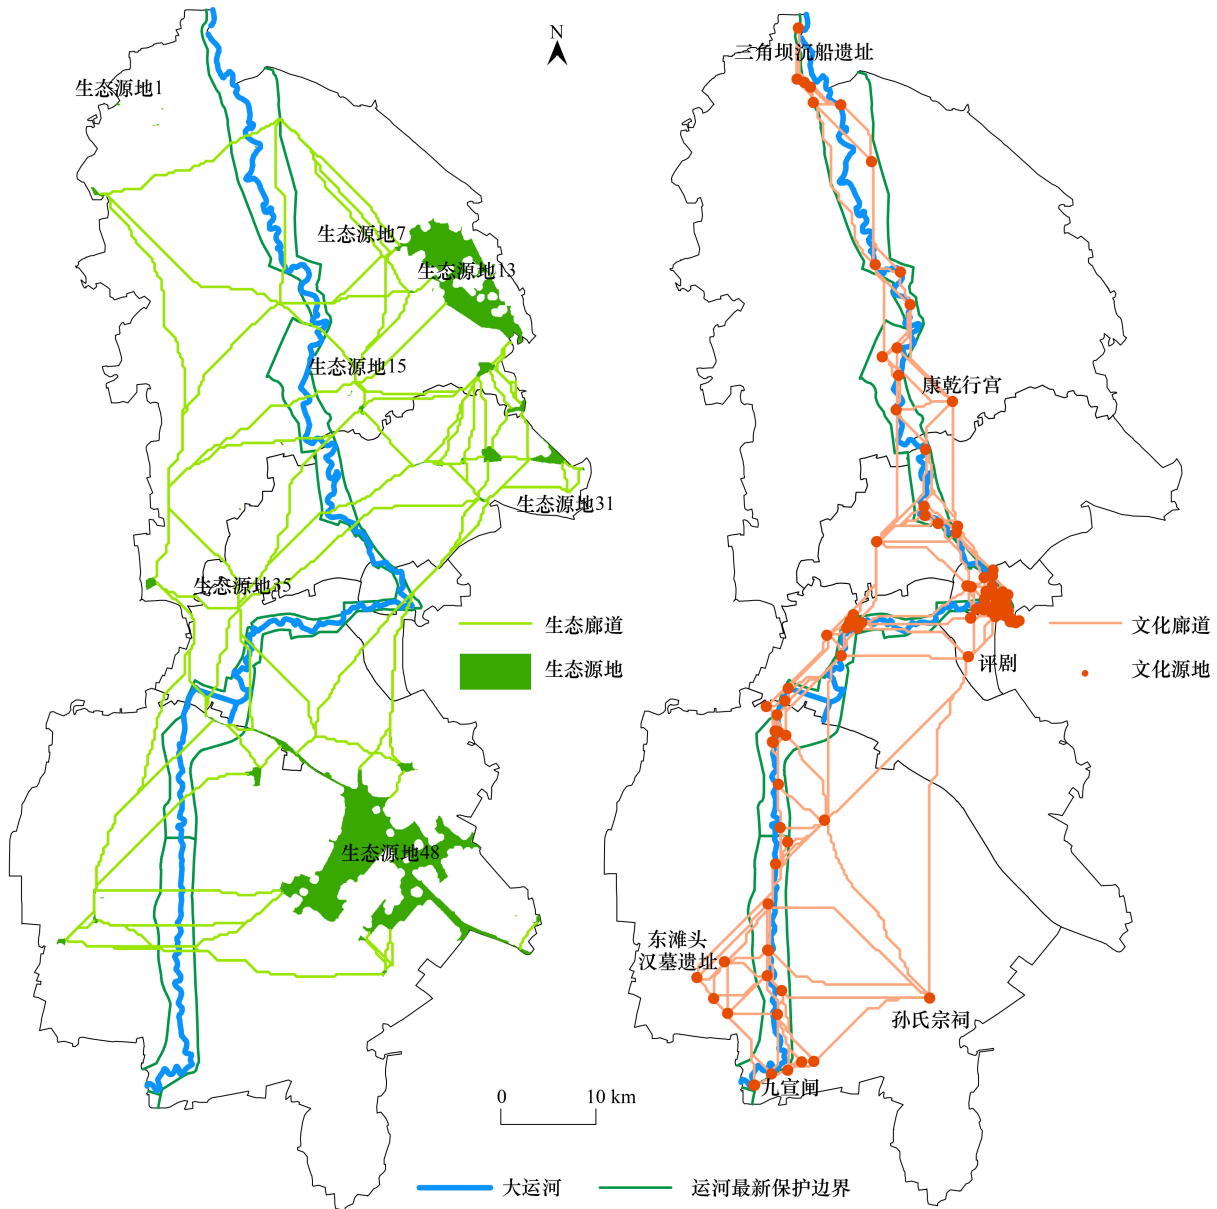 N
三角坝沉船遗址
生态源地1
生态源地7
生态源地13
生态源地15
康乾行宫
生态源地31
生态源地35
生态廊道
文化廊道
生态源地
评剧
文化源地
生态源地48
东滩头
汉墓遗址
孙氏宗祠
九宣闸
0 10 km
大运河
运河最新保护边界